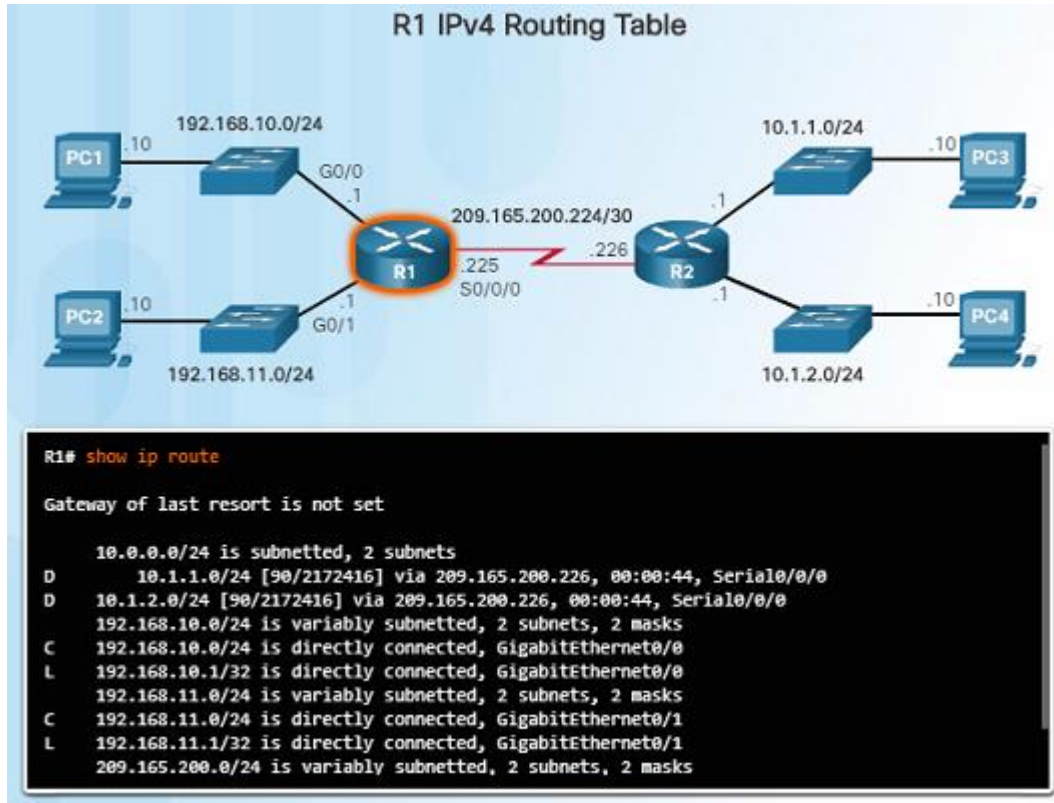 R1 IPv4 Routing Table
192.168.10.0/24
10.1.1.0/24
PC1
.10
G0/0
.1
.10
PC3
209.165.200.224/30
.1
.226
R1
.225
S0/0/0
R2
PC2
.10
.1
G0/1
.1
.10
PC4
192.168.11.0/24
10.1.2.0/24
R1# show ip route
Gateway of last resort is not set
10.0.0.0/24 is subnetted, 2 subnets
D 10.1.1.0/24 [90/2172416] via 209.165.200.226, 00:00:44, Serial0/0/0
D 10.1.2.0/24 [90/2172416] via 209.165.200.226, 00:00:44, Serial0/0/0
192.168.10.0/24 is variably subnetted, 2 subnets, 2 masks
C 192.168.10.0/24 is directly connected, GigabitEthernet0/0
L 192.168.10.1/32 is directly connected, GigabitEthernet0/0
192.168.11.0/24 is variably subnetted, 2 subnets, 2 masks
C 192.168.11.0/24 is directly connected, GigabitEthernet0/1
L 192.168.11.1/32 is directly connected, GigabitEthernet0/1
209.165.200.0/24 is variably subnetted, 2 subnets, 2 masks